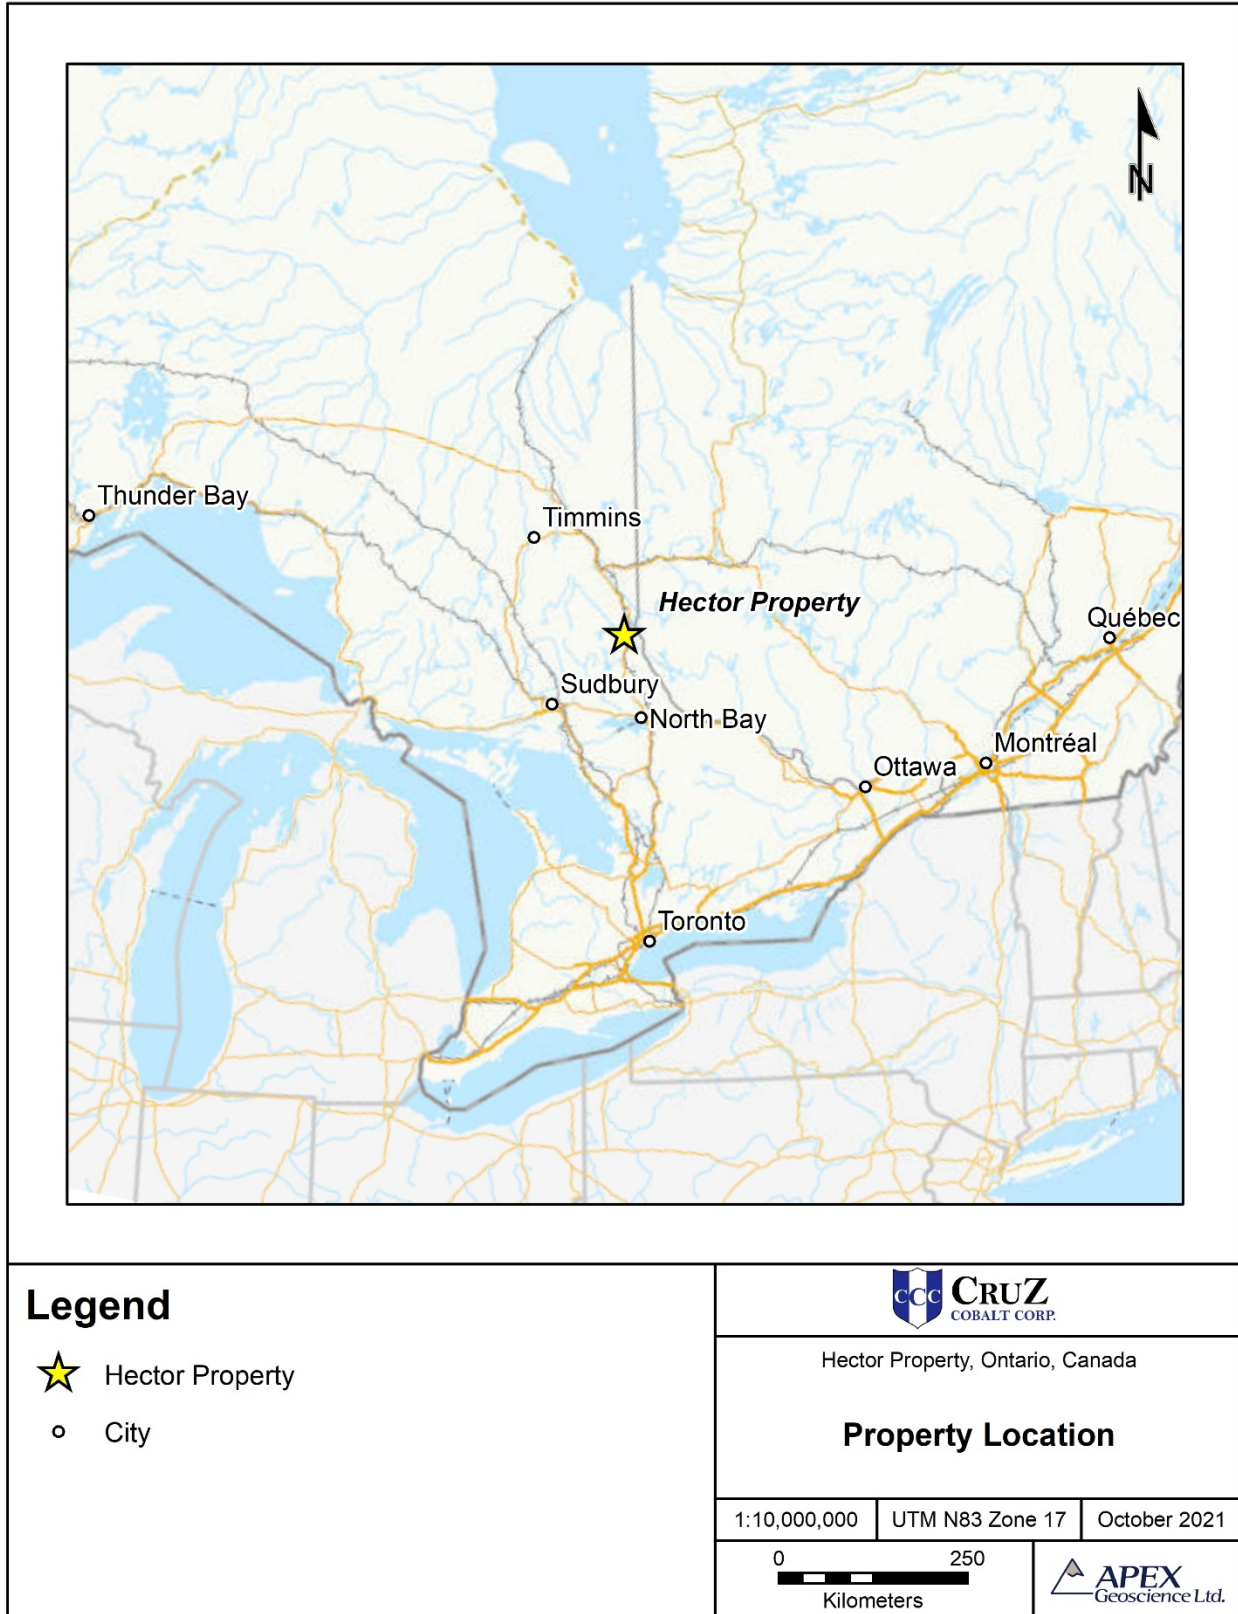 N
Thunder Bay
Timmins
Hector Property
Québec
Sudbury
North Bay
Montréal
Ottawa
Toronto
Legend
Hector Property
City
CCC CRUZ
COBALT CORP.
Hector Property, Ontario, Canada
Property Location
1:10,000,000 UTM N83 Zone 17 October 2021
0 250
Kilometers
APEX
Geoscience Ltd.